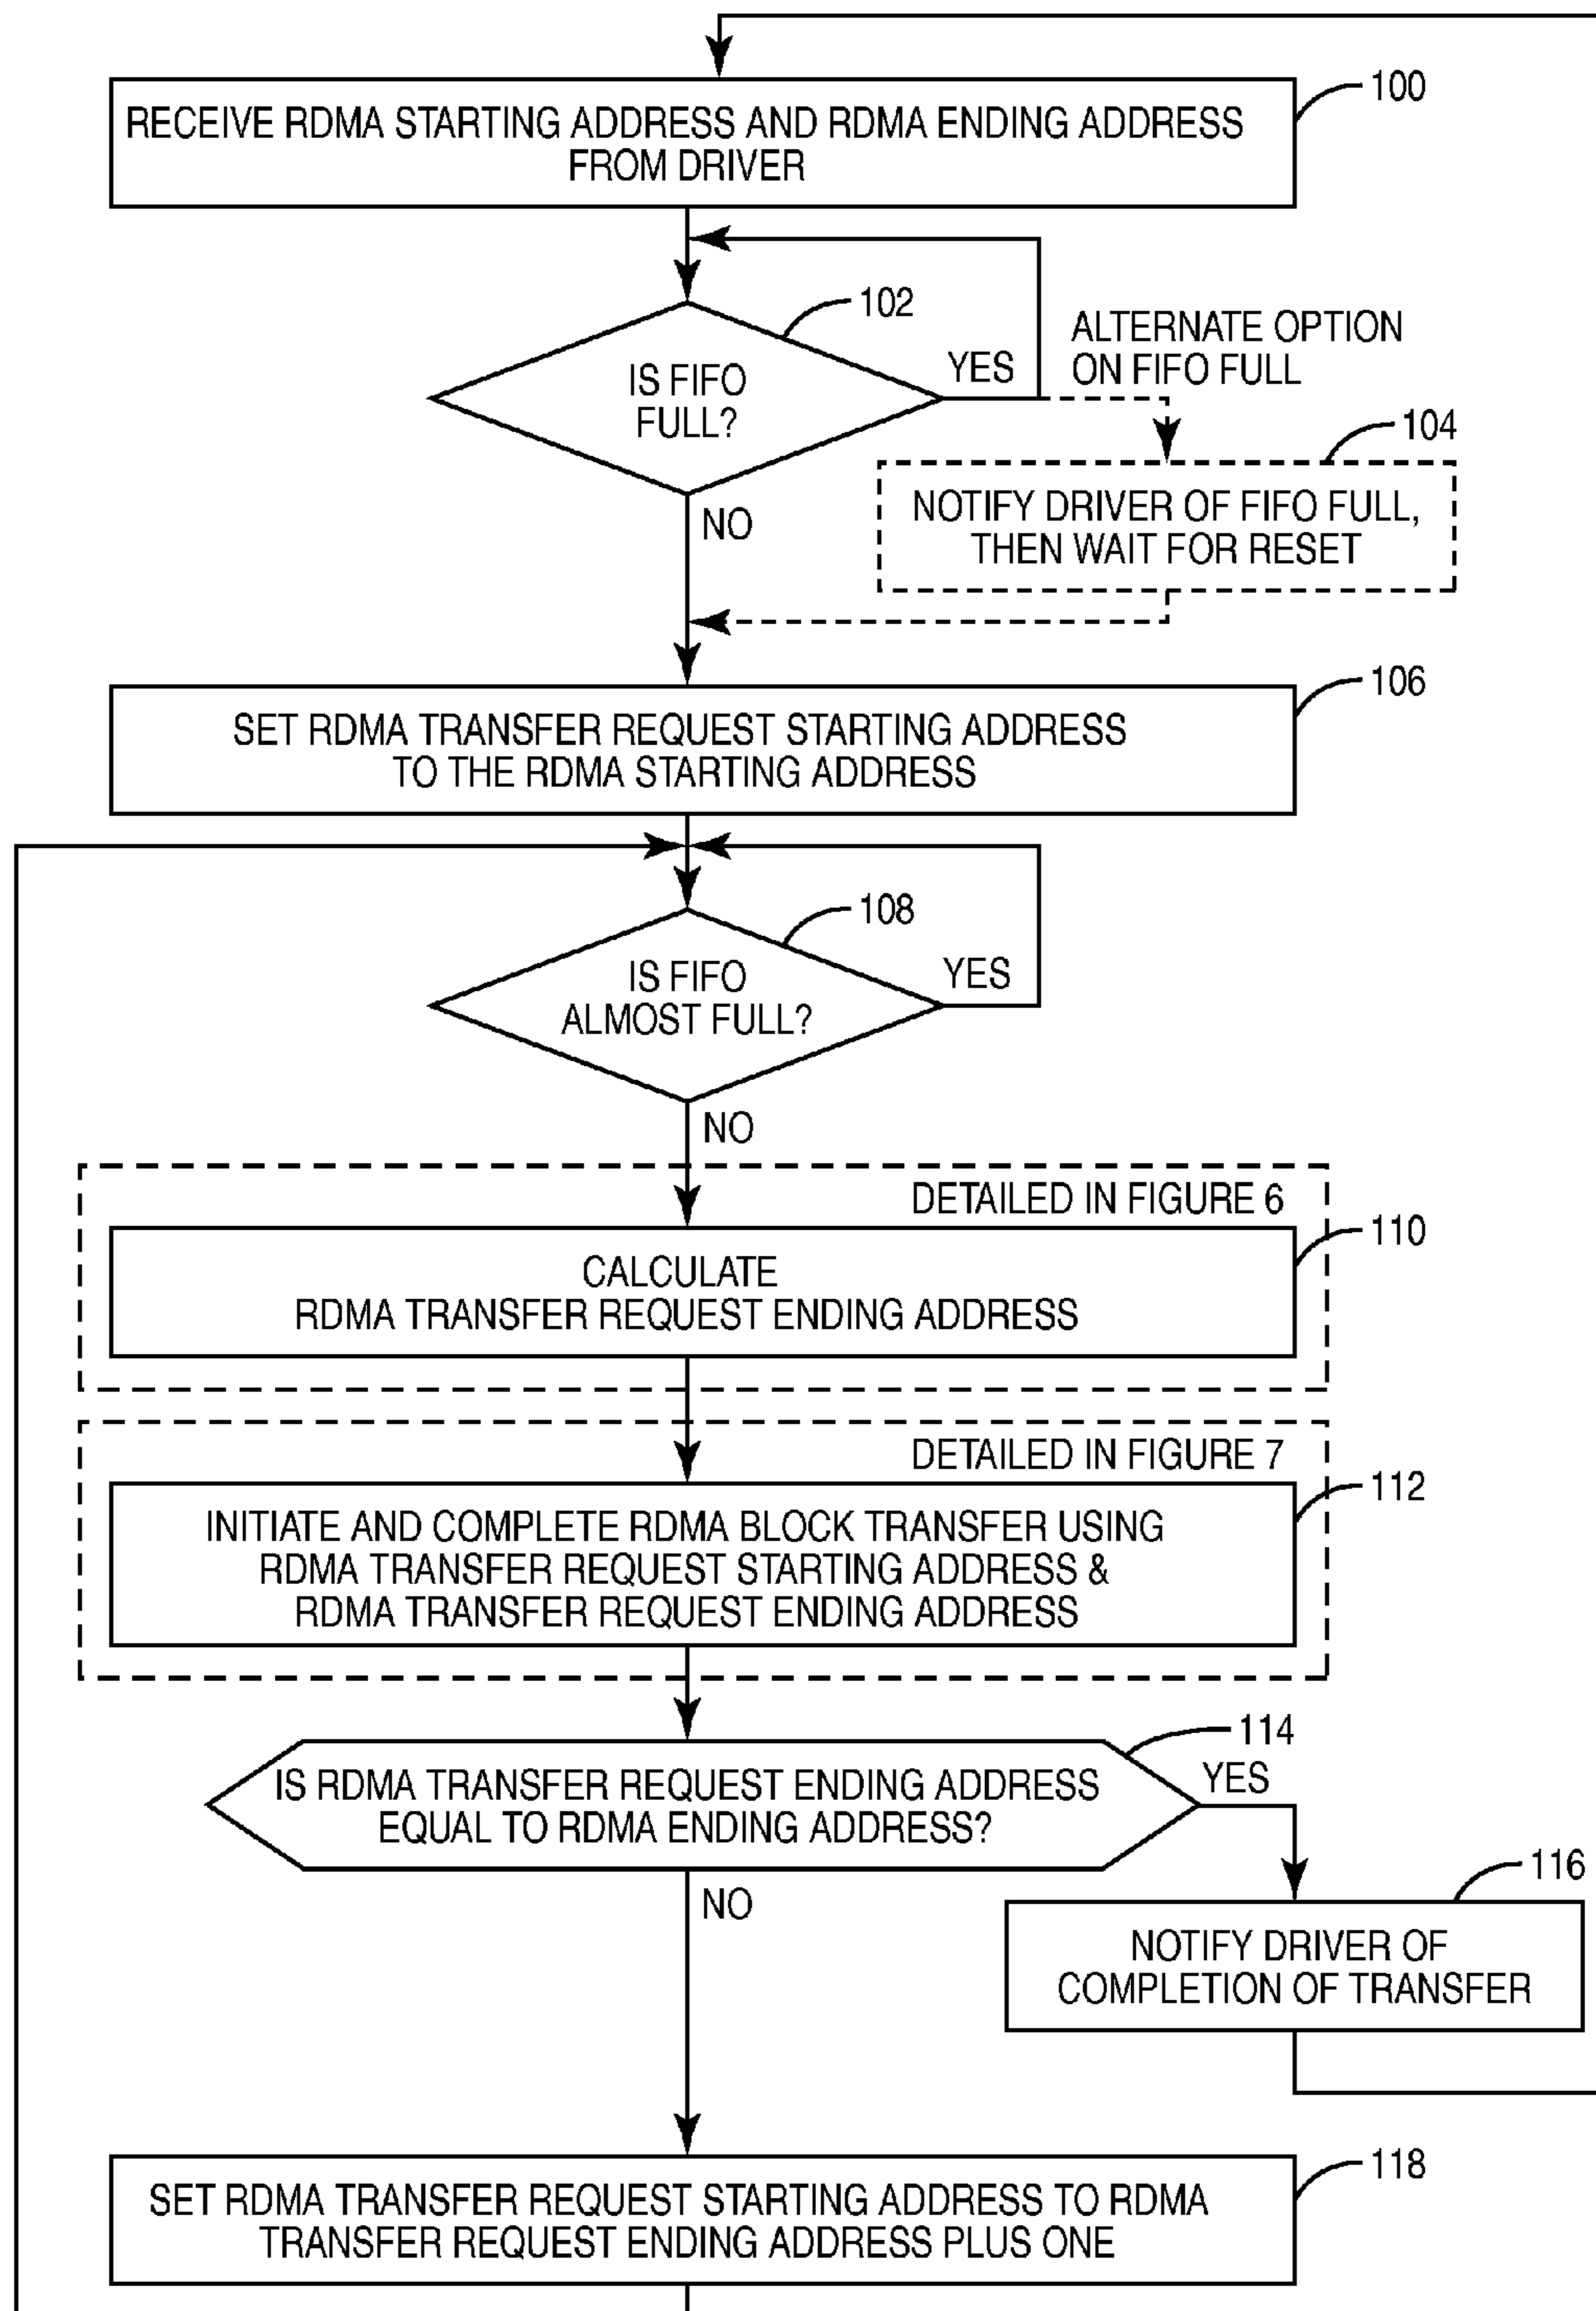 100
RECEIVE RDMA STARTING ADDRESS AND RDMA ENDING ADDRESS
FROM DRIVER
102
IS FIFO
FULL?
YES
ALTERNATE OPTION
ON FIFO FULL
104
NOTIFY DRIVER OF FIFO FULL,
THEN WAIT FOR RESET
NO
106
SET RDMA TRANSFER REQUEST STARTING ADDRESS
TO THE RDMA STARTING ADDRESS
108
IS FIFO
ALMOST FULL?
YES
NO
DETAILED IN FIGURE 6
110
CALCULATE
RDMA TRANSFER REQUEST ENDING ADDRESS
DETAILED IN FIGURE 7
112
INITIATE AND COMPLETE RDMA BLOCK TRANSFER USING
RDMA TRANSFER REQUEST STARTING ADDRESS &
RDMA TRANSFER REQUEST ENDING ADDRESS
114
IS RDMA TRANSFER REQUEST ENDING ADDRESS
EQUAL TO RDMA ENDING ADDRESS?
YES
116
NOTIFY DRIVER OF
COMPLETION OF TRANSFER
NO
118
SET RDMA TRANSFER REQUEST STARTING ADDRESS TO RDMA
TRANSFER REQUEST ENDING ADDRESS PLUS ONE